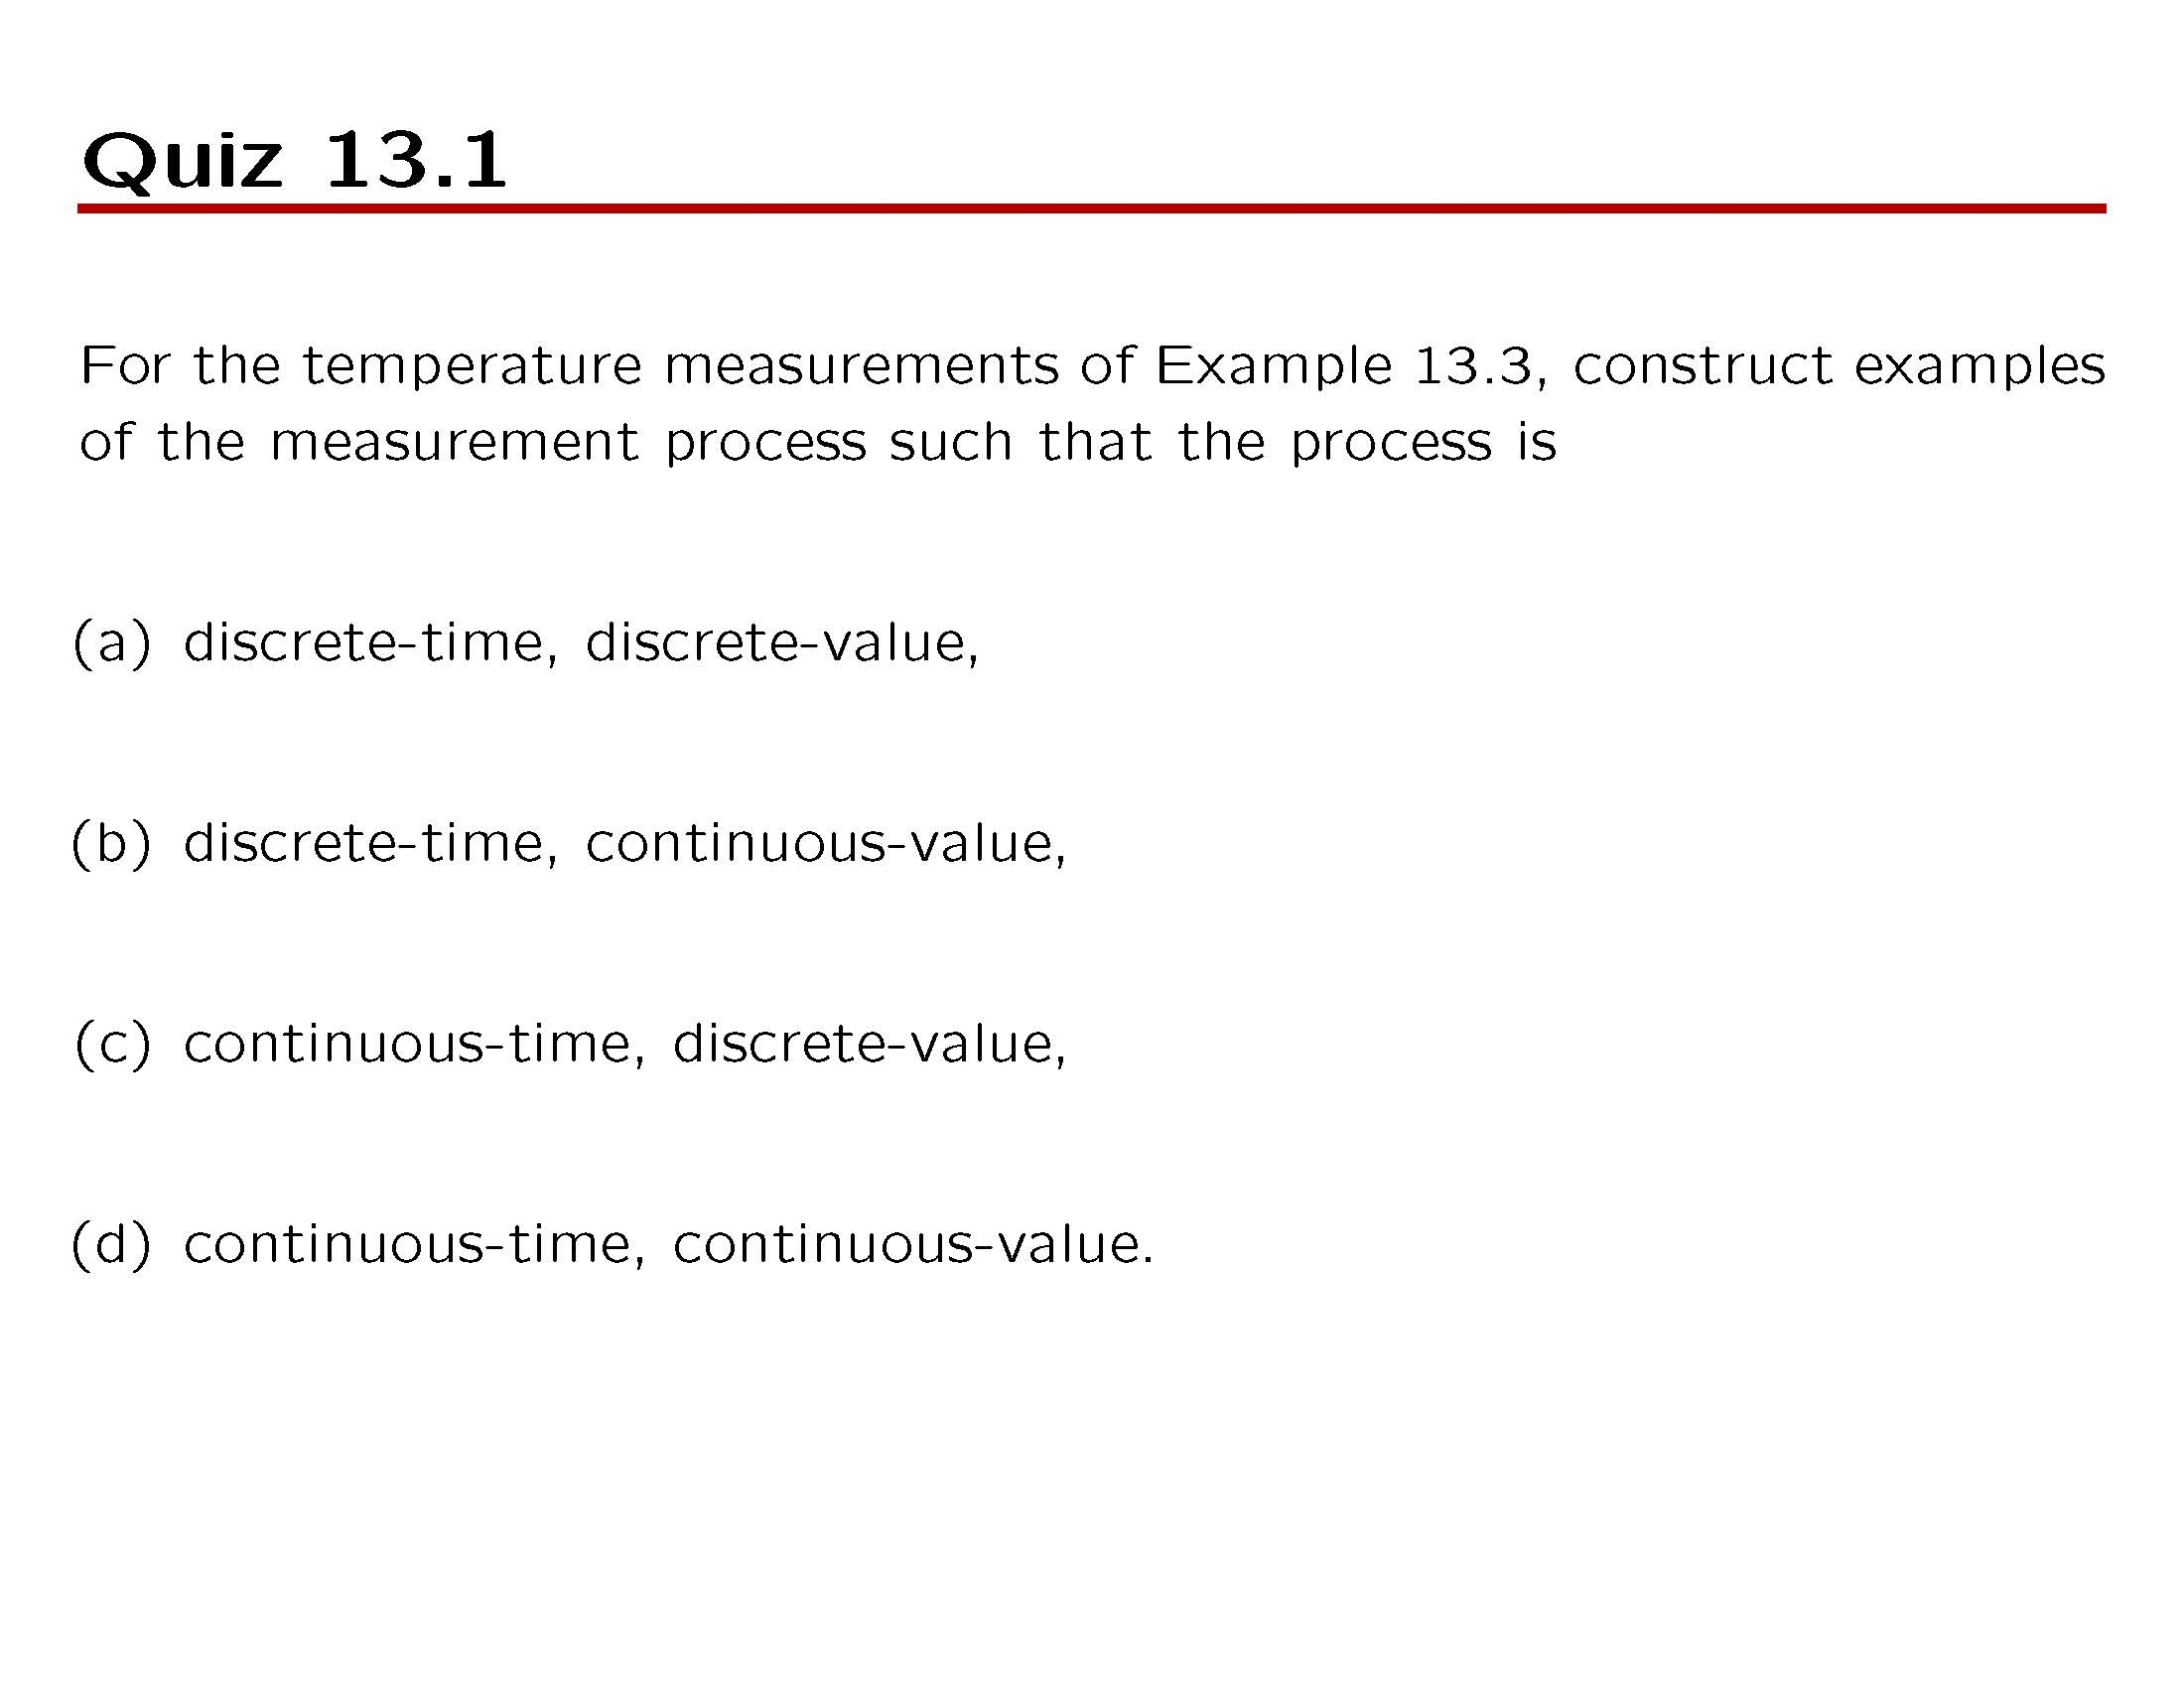 Quiz 13.1
For the temperature measurements of Example 13.3, construct examples
of the measurement process such that the process is
(a) discrete-time, discrete-value,
(b) discrete-time, continuous-value,
(c) continuous-time, discrete-value,
(d) continuous-time, continuous-value.